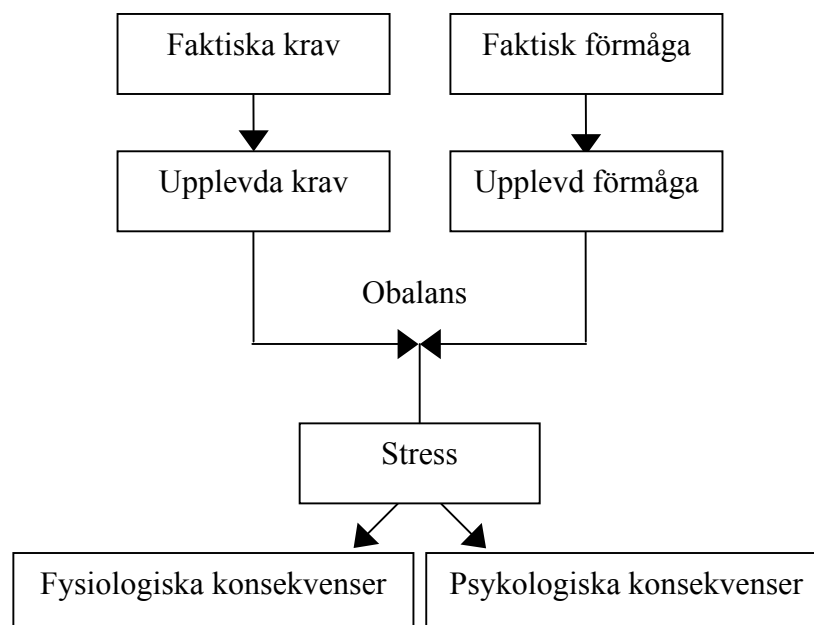 Faktiska krav
Faktisk förmåga
Upplevda krav
Upplevd förmåga
Obalans
Stress
Fysiologiska konsekvenser
Psykologiska konsekvenser